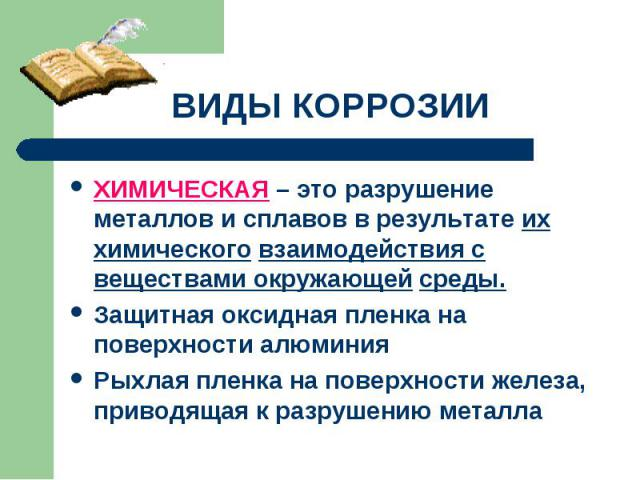 ВИДЫ КОРРОЗИИ
ХИМИЧЕСКАЯ – это разрушение
металлов и сплавов в результате их
химического взаимодействия с
веществами окружающей среды.
Защитная оксидная пленка на
поверхности алюминия
Рыхлая пленка на поверхности железа,
приводящая к разрушению металла